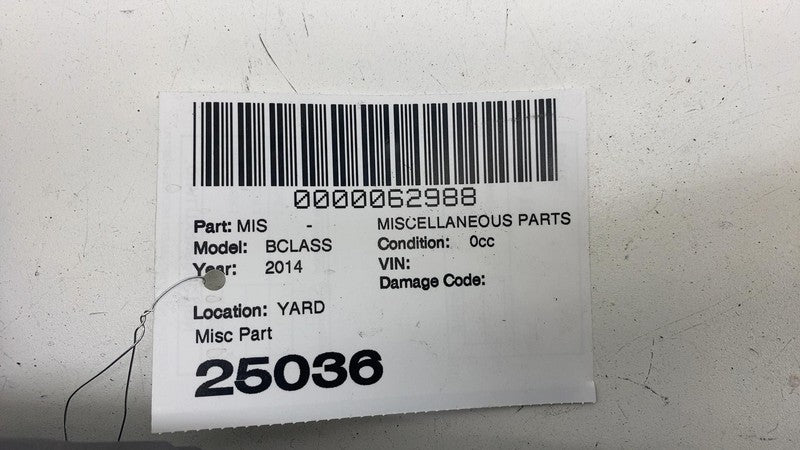 0000062988
Part: MIS - MISCELLANEOUS PARTS
Model: BCLASS Condition: 0cc
Year: 2014 VIN:
Damage Code:
Location: YARD
Misc Part
25036